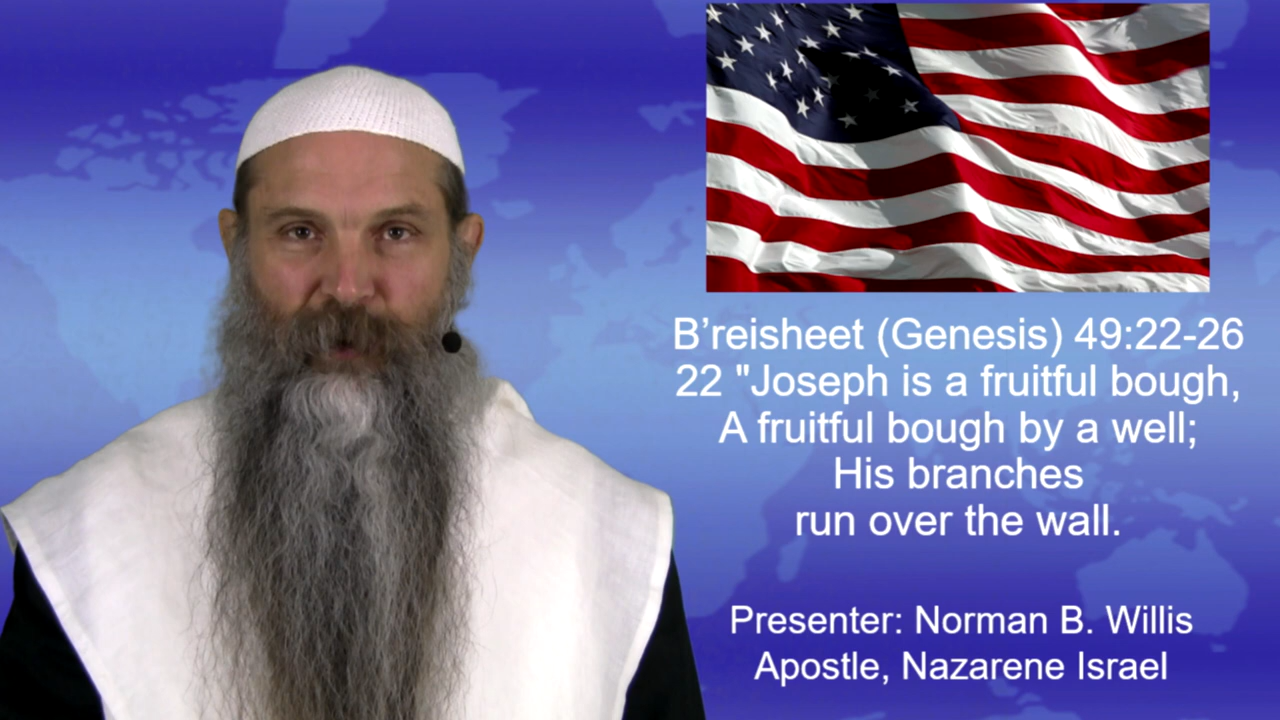 B’reisheet (Genesis) 49:22-26
22 "Joseph is a fruitful bough,
A fruitful bough by a well;
His branches
run over the wall.
Presenter: Norman B. Willis
Apostle, Nazarene Israel